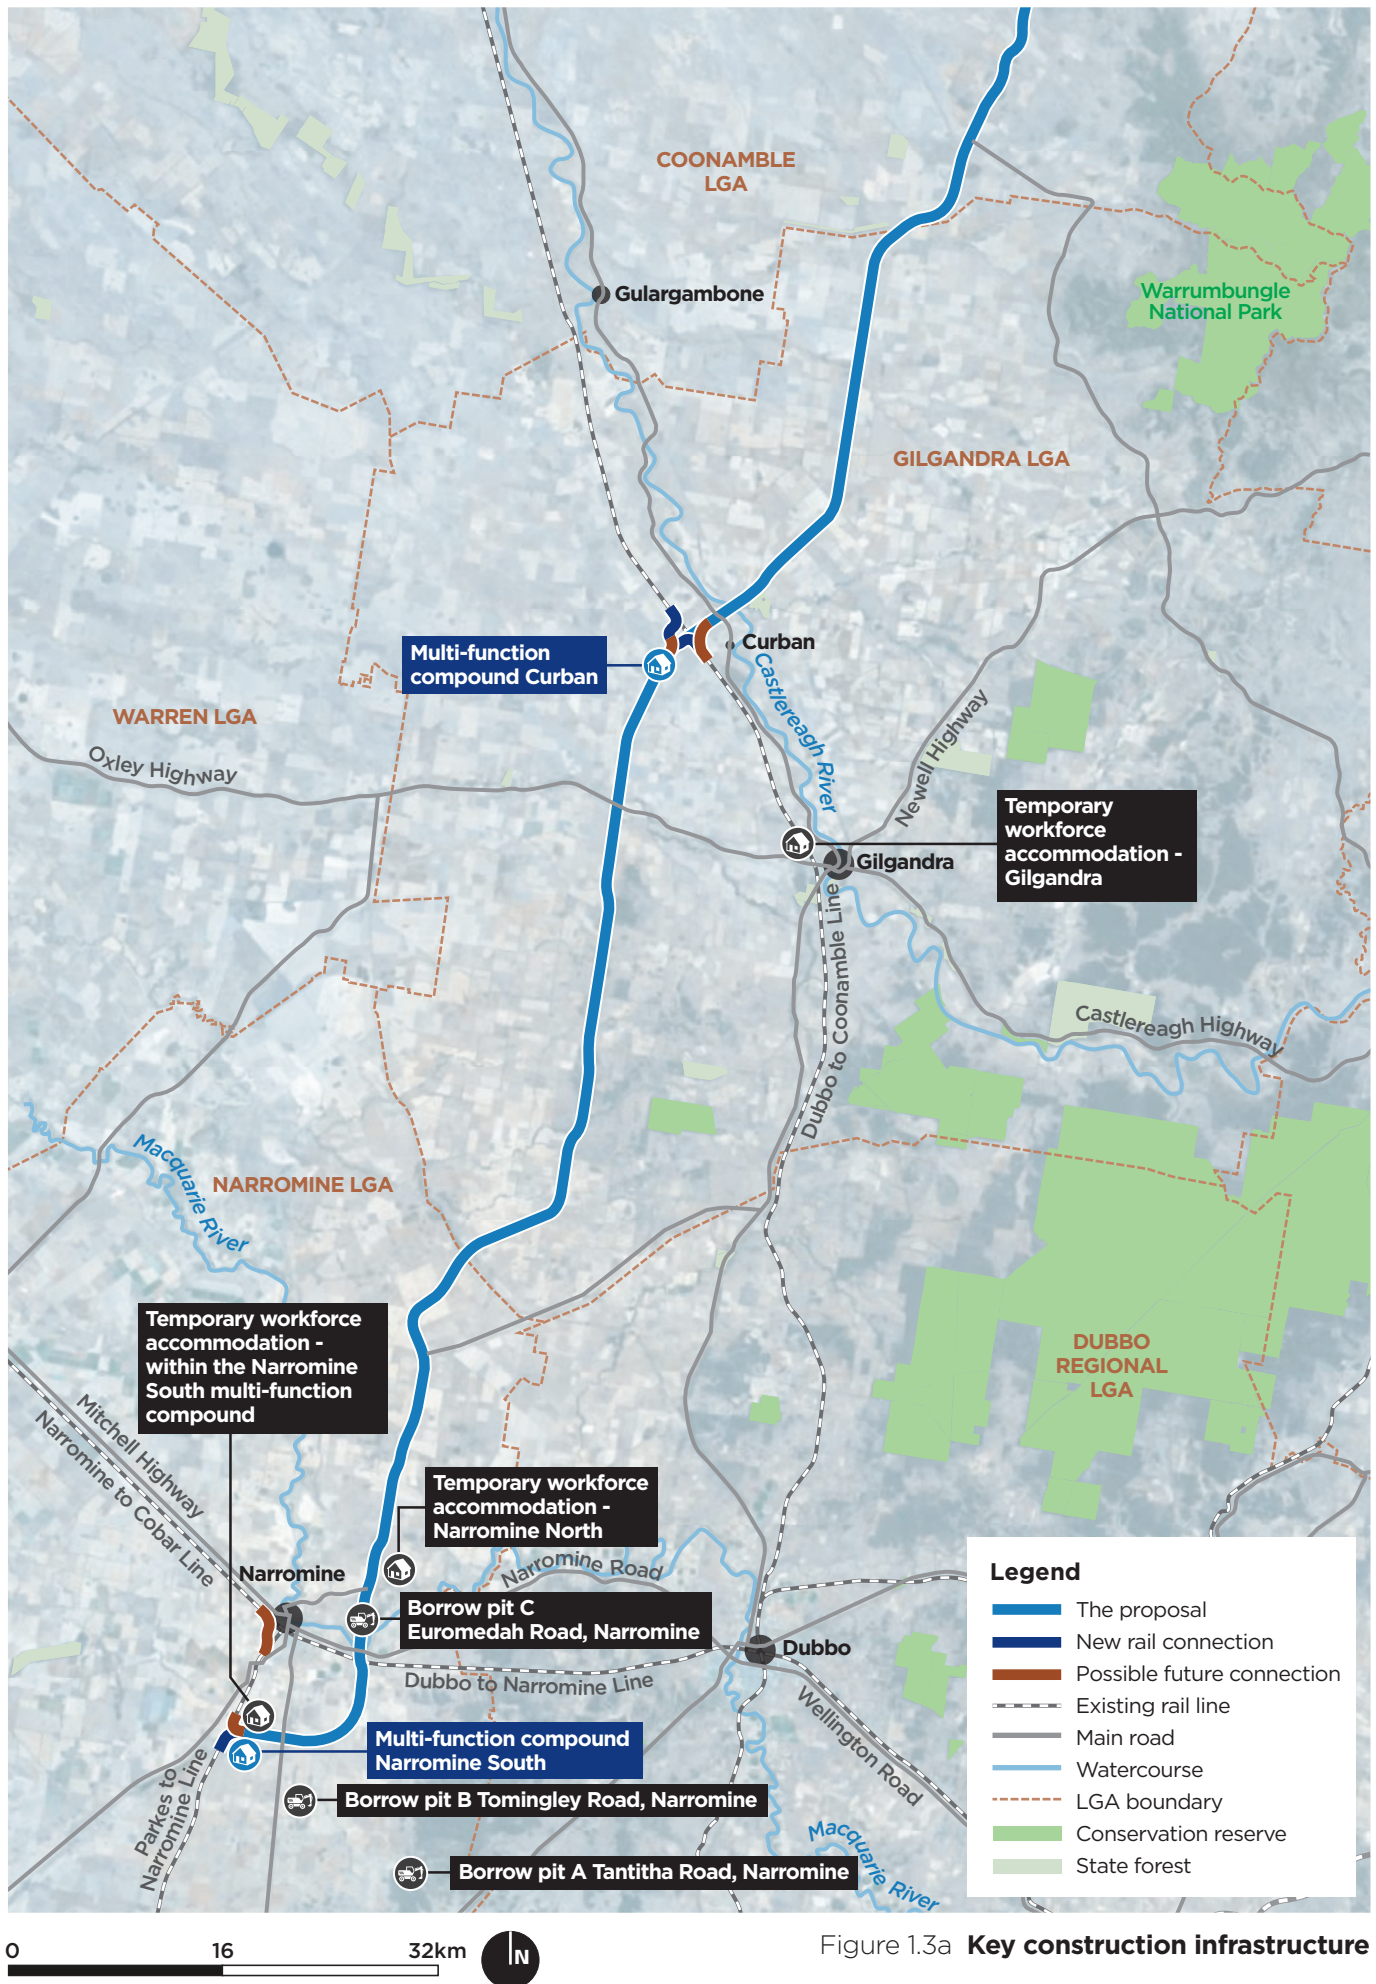 COONAMBLE
LGA
Gulargambone
Warrumbungle
National Park
GILGANDRA LGA
Multi-function
compound Curban
Curban
Castlereagh River
WARREN LGA
Oxley Highway
Newell Highway
Temporary
workforce
accommodation -
Gilgandra
Gilgandra
Dubbo to Coonamble Line
Castlereagh Highway
Macquarie River
NARROMINE LGA
Temporary workforce
accommodation -
within the Narromine
South multi-function
compound
DUBBO
REGIONAL
LGA
Mitchell Highway
Narromine to Cobar Line
Temporary workforce
accommodation -
Narromine North
Narromine
Narromine Road
Borrow pit C
Euromedah Road, Narromine
Dubbo
Dubbo to Narromine Line
Wellington Road
Multi-function compound
Narromine South
Parkes to
Narromine Line
Borrow pit B Tomingley Road, Narromine
Macquarie River
Borrow pit A Tantitha Road, Narromine
Legend
The proposal
New rail connection
Possible future connection
Existing rail line
Main road
Watercourse
LGA boundary
Conservation reserve
State forest
0 16 32km
N
Figure 1.3a Key construction infrastructure